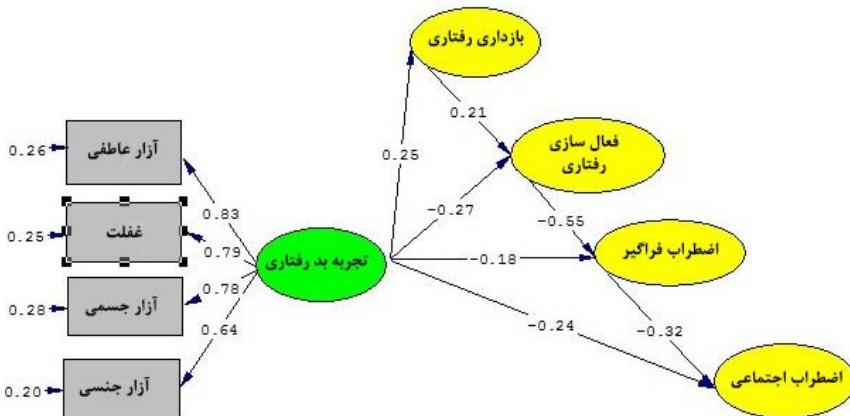 بازداری رفتاری
0.21
فعال سازی
رفتاری
0.25
0.26
آزار عاطفی
0.83
-0.27
-0.55
0.25
غفلت
0.79
تجربه بد رفتاری
-0.18
اضطراب فراگیر
0.28
آزار جسمی
0.78
0.64
-0.24
-0.32
0.20
آزار جنسی
اضطراب اجتماعی